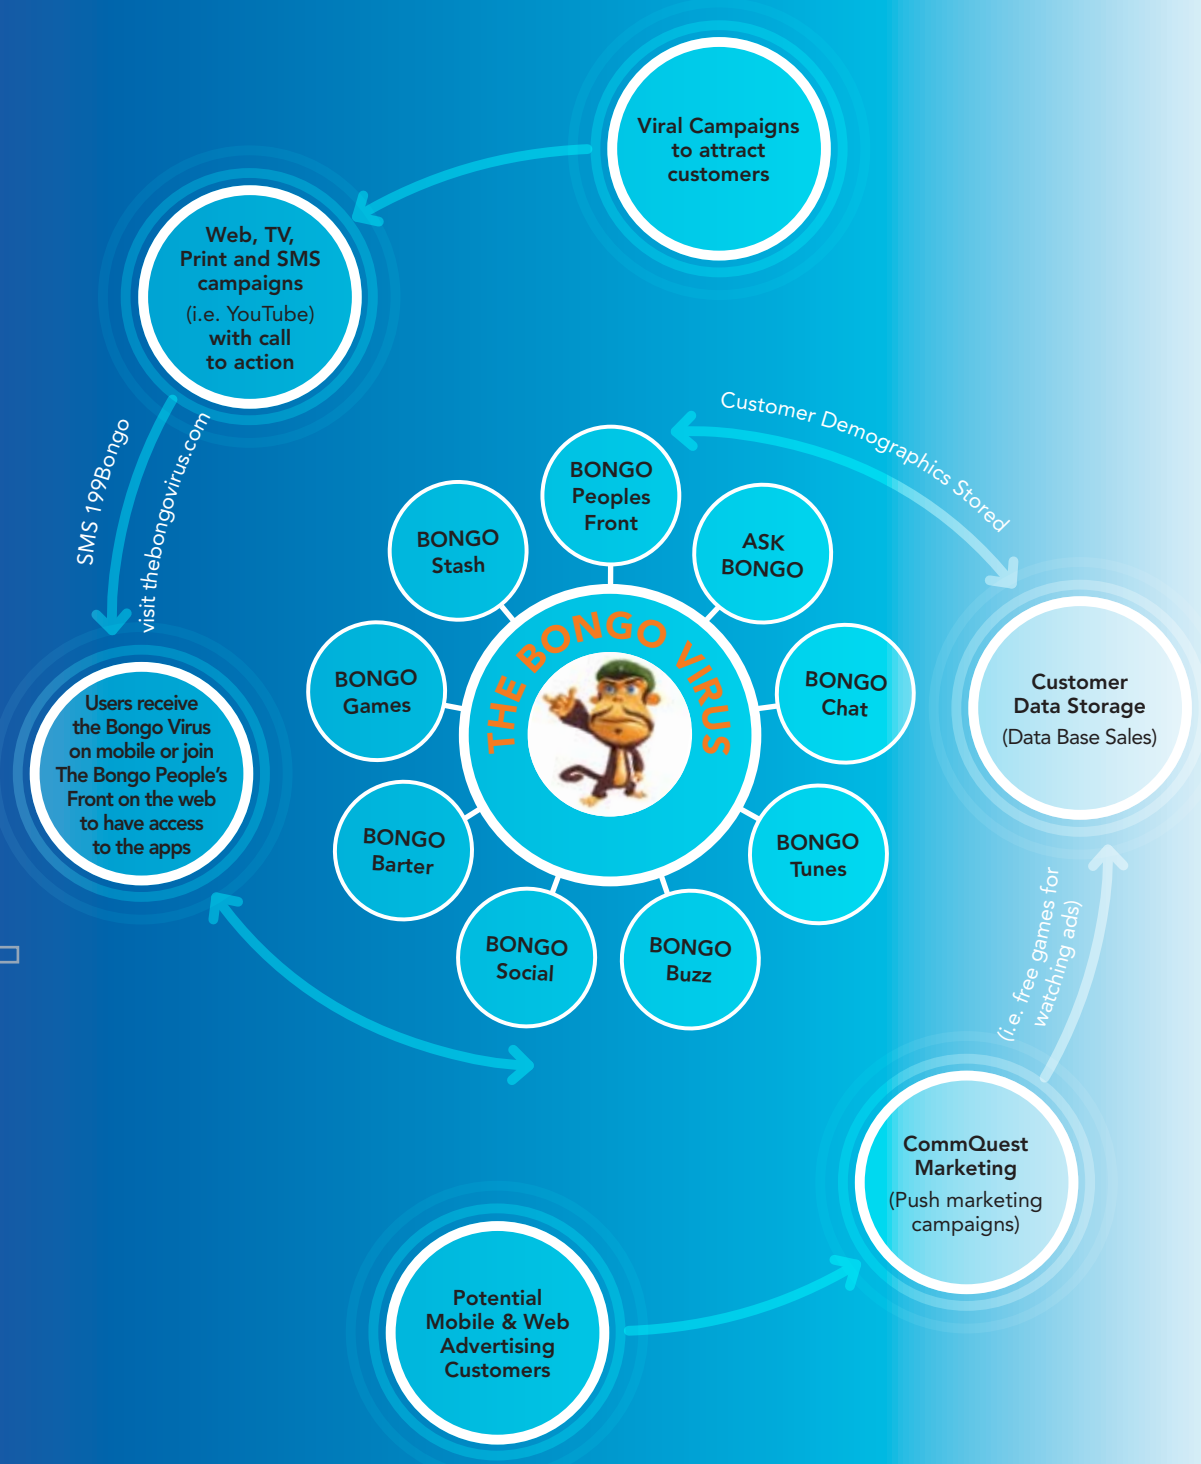 Viral Campaigns
to attract
customers
Web, TV,
Print and SMS
campaigns
(i.e. YouTube)
with call
to action
SMS 199Bongo
visit thebongovirus.com
Customer Demographics Stored
BONGO
Peoples
Front
BONGO
Stash
ASK
BONGO
THE BONGO VIRUS
BONGO
Games
BONGO
Chat
Users receive
the Bongo Virus
on mobile or join
The Bongo People's
Front on the web
to have access
to the apps
Customer
Data Storage
(Data Base Sales)
BONGO
Barter
BONGO
Tunes
BONGO
Social
BONGO
Buzz
(i.e. free games for
watching ads)
CommQuest
Marketing
(Push marketing
campaigns)
Potential
Mobile & Web
Advertising
Customers